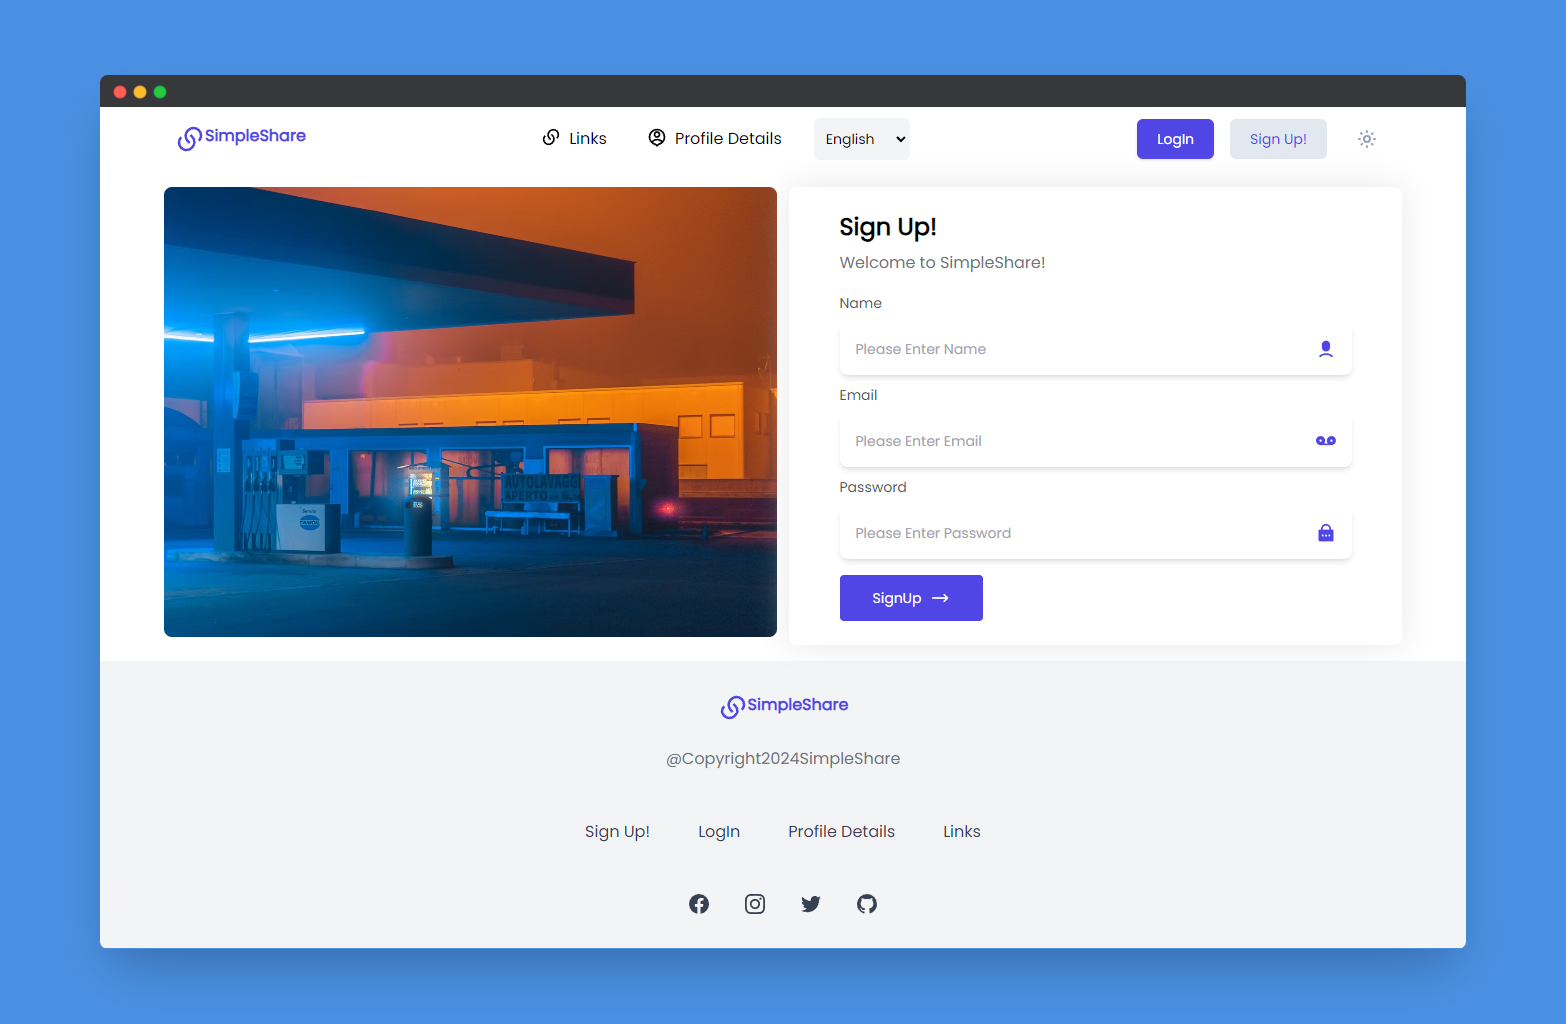 SimpleShare
Links
Profile Details
English
LogIn
Sign Up!
AUTOLAVAGGI
APERTO
Sign Up!
Welcome to SimpleShare!
Name
Please Enter Name
Email
Please Enter Email
Password
Please Enter Password
SignUp
SimpleShare
@Copyright2024SimpleShare
Sign Up!
LogIn
Profile Details
Links